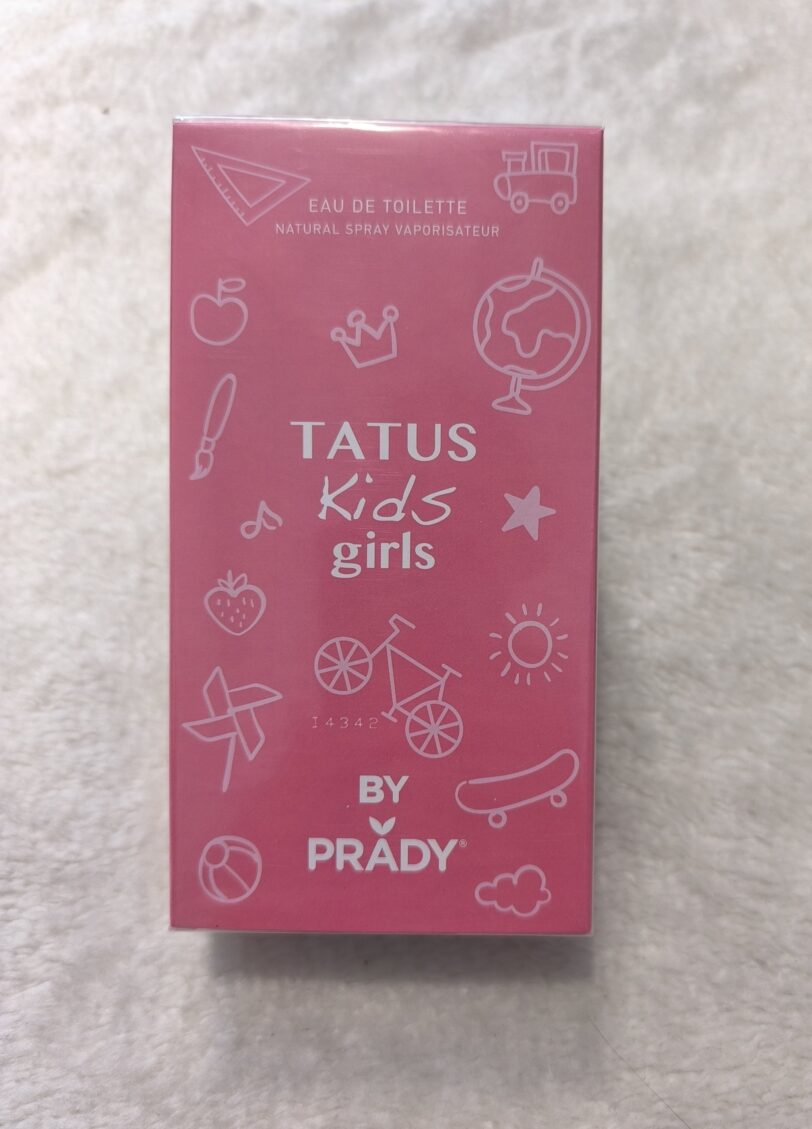 EAU DE TOILETTE
NATURAL SPRAY VAPORISATEUR
TATUS
Kids
girls
I4342
BY
PRADY®